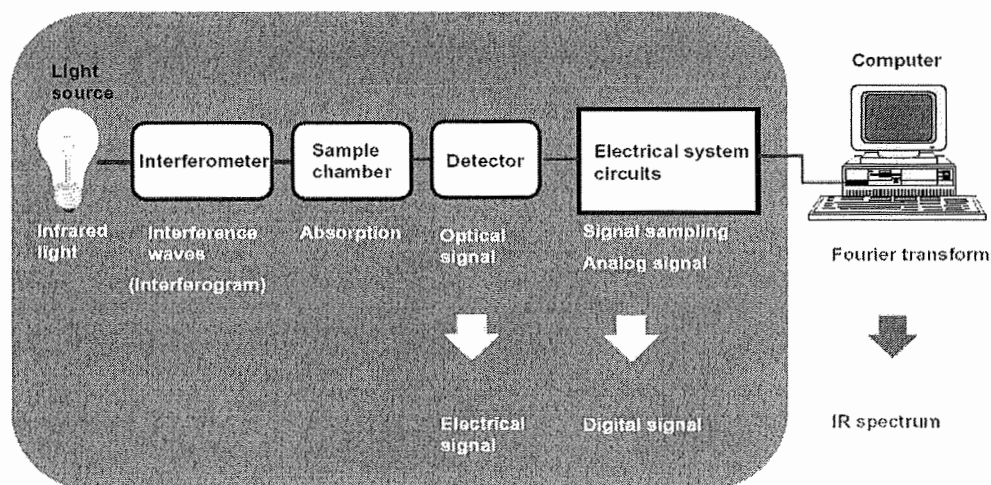 Light
source
Computer
Interferometer
Sample
chamber
Detector
Electrical system
circuits
Infrared
light
Interference
waves
(Interferogram)
Absorption
Optical
signal
Signal sampling
Analog signal
Fourier transform
Electrical
signal
Digital signal
IR spectrum